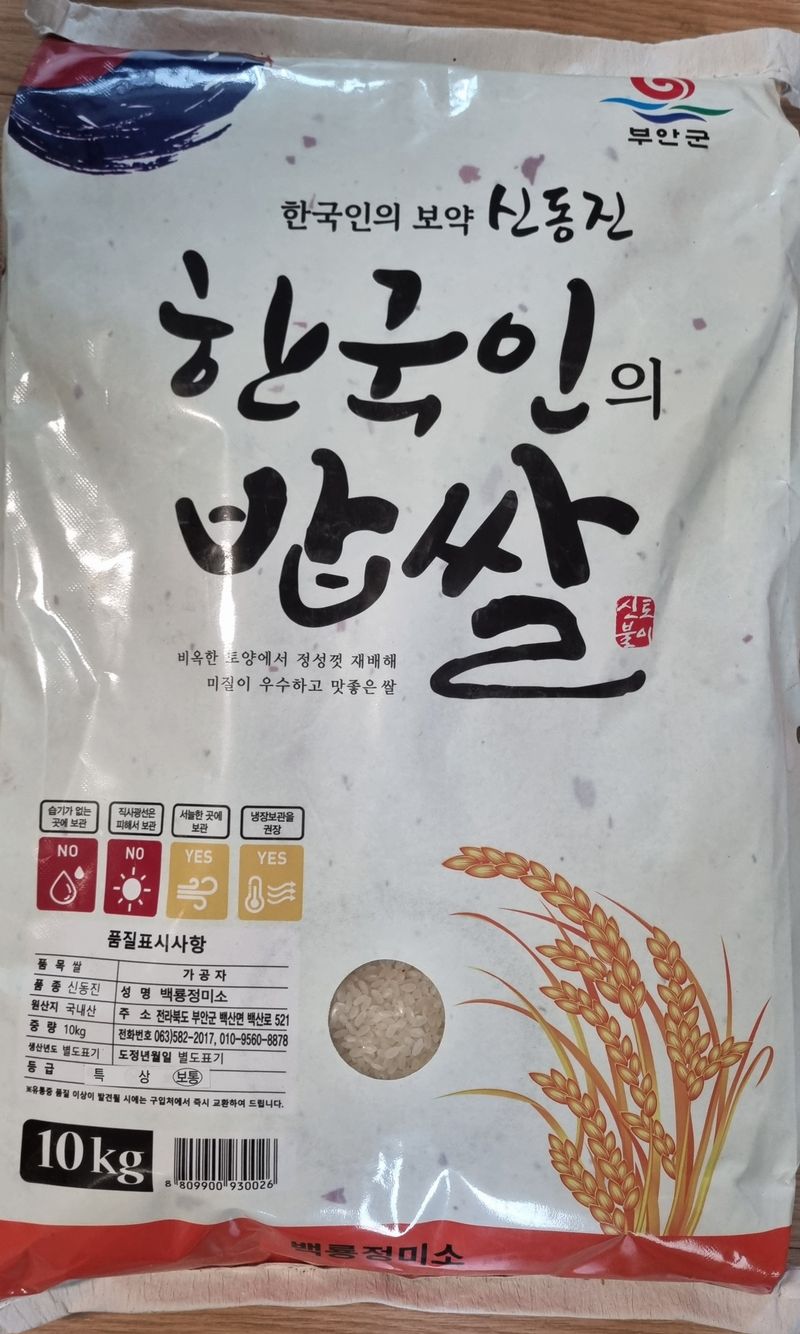 부안군
한국인의 보약 신동진
한국인의
밥쌀
신토
불이
비옥한 토양에서 정성껏 재배해
미질이 우수하고 맛좋은 쌀
습기가 없는
곳에 보관
직사광선은
피해서 보관
서늘한 곳에
보관
냉장보관을
권장
NO
NO
YES
YES
품질표시사항
품 목 쌀
가 공 자
품 종 신동진
성 명 백룡정미소
원산지 국내산
주 소 전라북도 부안군 백산면 백산로 521
중 량 10kg
전화번호 063)582-2017, 010-9560-8878
생산년도 별도표기
도정년월일 별도표기
등 급 특 상 보통
※유통중 품질 이상이 발견될 시에는 구입처에서 즉시 교환하여 드립니다.
10kg
8 809900 930026
백룡정미소